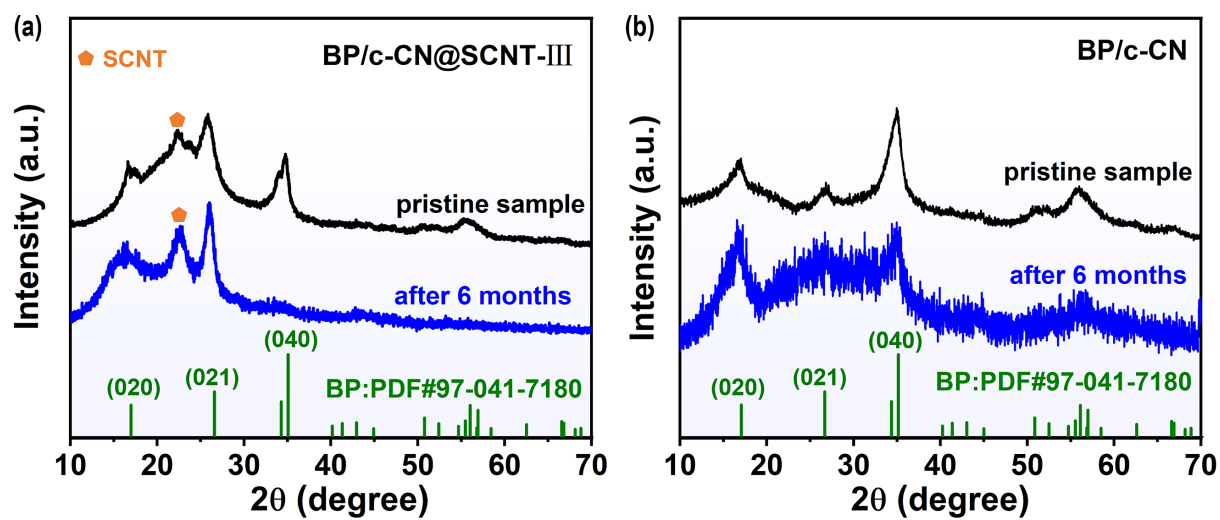 (a)
SCNT
BP/c-CN@SCNT-III
pristine sample
after 6 months
(020)
(021)
(040)
BP:PDF#97-041-7180
Intensity (a.u.)
10 20 30 40 50 60 70
2θ (degree)
(b)
BP/c-CN
pristine sample
after 6 months
(020)
(021)
(040)
BP:PDF#97-041-7180
Intensity (a.u.)
10 20 30 40 50 60 70
2θ (degree)